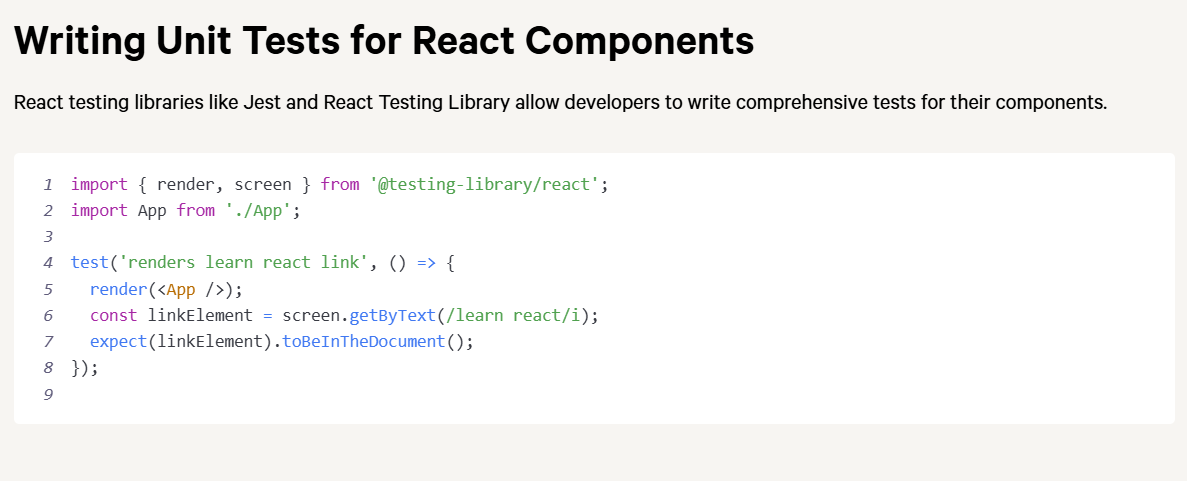 Writing Unit Tests for React Components
React testing libraries like Jest and React Testing Library allow developers to write comprehensive tests for their components.
1 import { render, screen } from '@testing-library/react';
2 import App from './App';
3
4 test('renders learn react link', () => {
5   render(<App />);
6   const linkElement = screen.getByText(/learn react/i);
7   expect(linkElement).toBeInTheDocument();
8 });
9